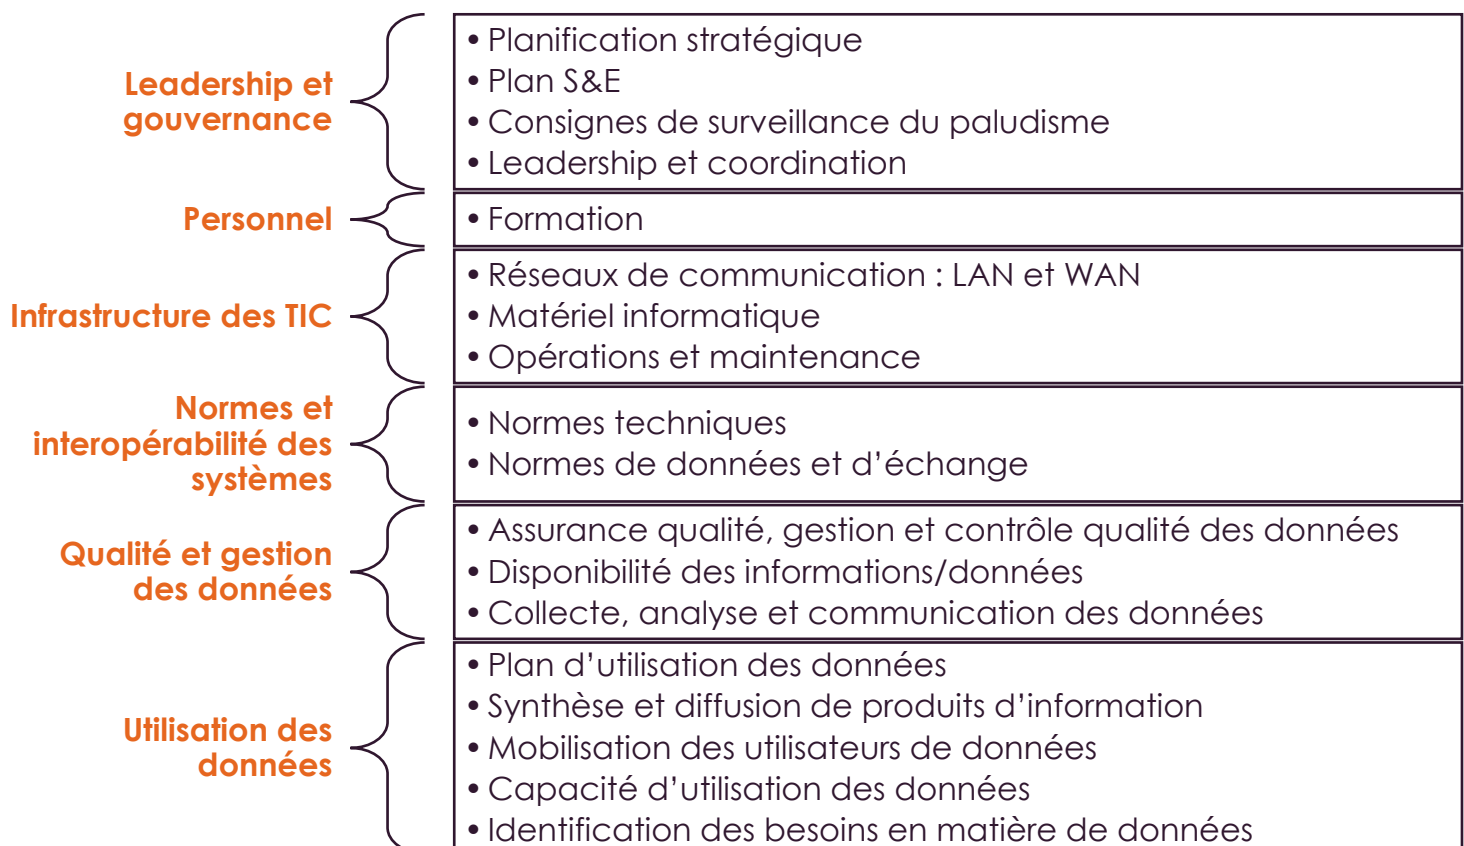 Leadership et
gouvernance
• Planification stratégique
• Plan S&E
• Consignes de surveillance du paludisme
• Leadership et coordination
Personnel
• Formation
Infrastructure des TIC
• Réseaux de communication : LAN et WAN
• Matériel informatique
• Opérations et maintenance
Normes et
interopérabilité des
systèmes
• Normes techniques
• Normes de données et d’échange
Qualité et gestion
des données
• Assurance qualité, gestion et contrôle qualité des données
• Disponibilité des informations/données
• Collecte, analyse et communication des données
Utilisation des
données
• Plan d’utilisation des données
• Synthèse et diffusion de produits d’information
• Mobilisation des utilisateurs de données
• Capacité d’utilisation des données
• Identification des besoins en matière de données